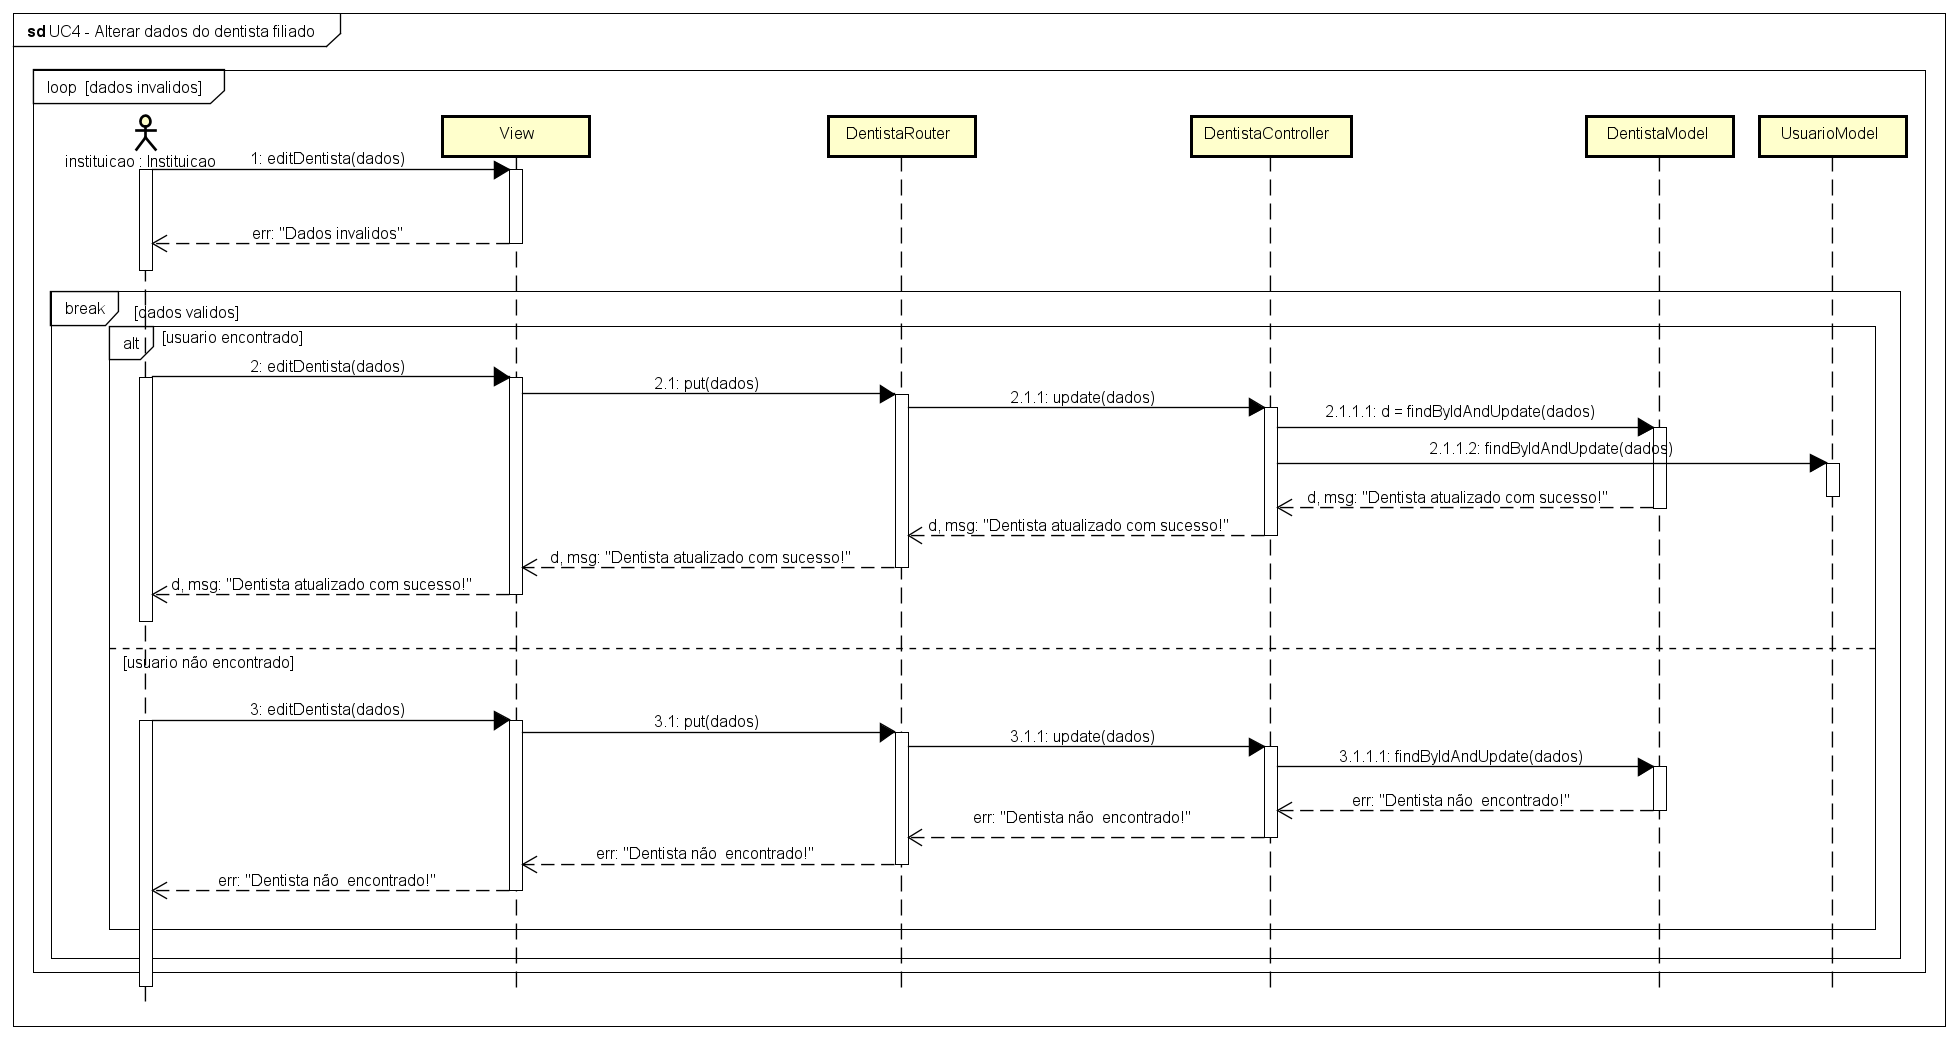 sd UC4 - Alterar dados do dentista filiado
loop [dados invalidos]
instituicao : Instituicao
View
DentistaRouter
DentistaController
DentistaModel
UsuarioModel
1: editDentista(dados)
err: "Dados invalidos"
break
[dados validos]
alt
[usuario encontrado]
2: editDentista(dados)
2.1: put(dados)
2.1.1: update(dados)
2.1.1.1: d = findByIdAndUpdate(dados)
2.1.1.2: findByIdAndUpdate(dados)
d, msg: "Dentista atualizado com sucesso!"
d, msg: "Dentista atualizado com sucesso!"
d, msg: "Dentista atualizado com sucesso!"
d, msg: "Dentista atualizado com sucesso!"
[usuario não encontrado]
3: editDentista(dados)
3.1: put(dados)
3.1.1: update(dados)
3.1.1.1: findByIdAndUpdate(dados)
err: "Dentista não  encontrado!"
err: "Dentista não  encontrado!"
err: "Dentista não  encontrado!"
err: "Dentista não  encontrado!"